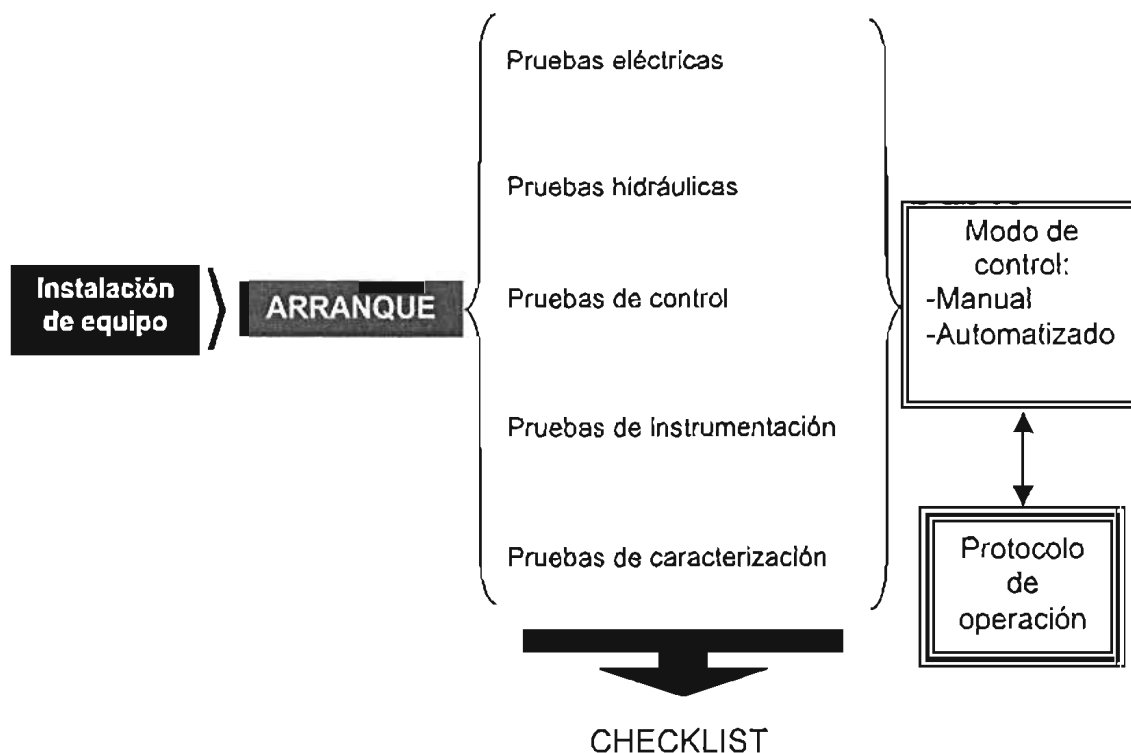 Instalación
de equipo
ARRANQUE
Pruebas eléctricas
Pruebas hidráulicas
Pruebas de control
Pruebas de instrumentación
Pruebas de caracterización
CHECKLIST
Modo de
control:
-Manual
-Automatizado
Protocolo
de
operación